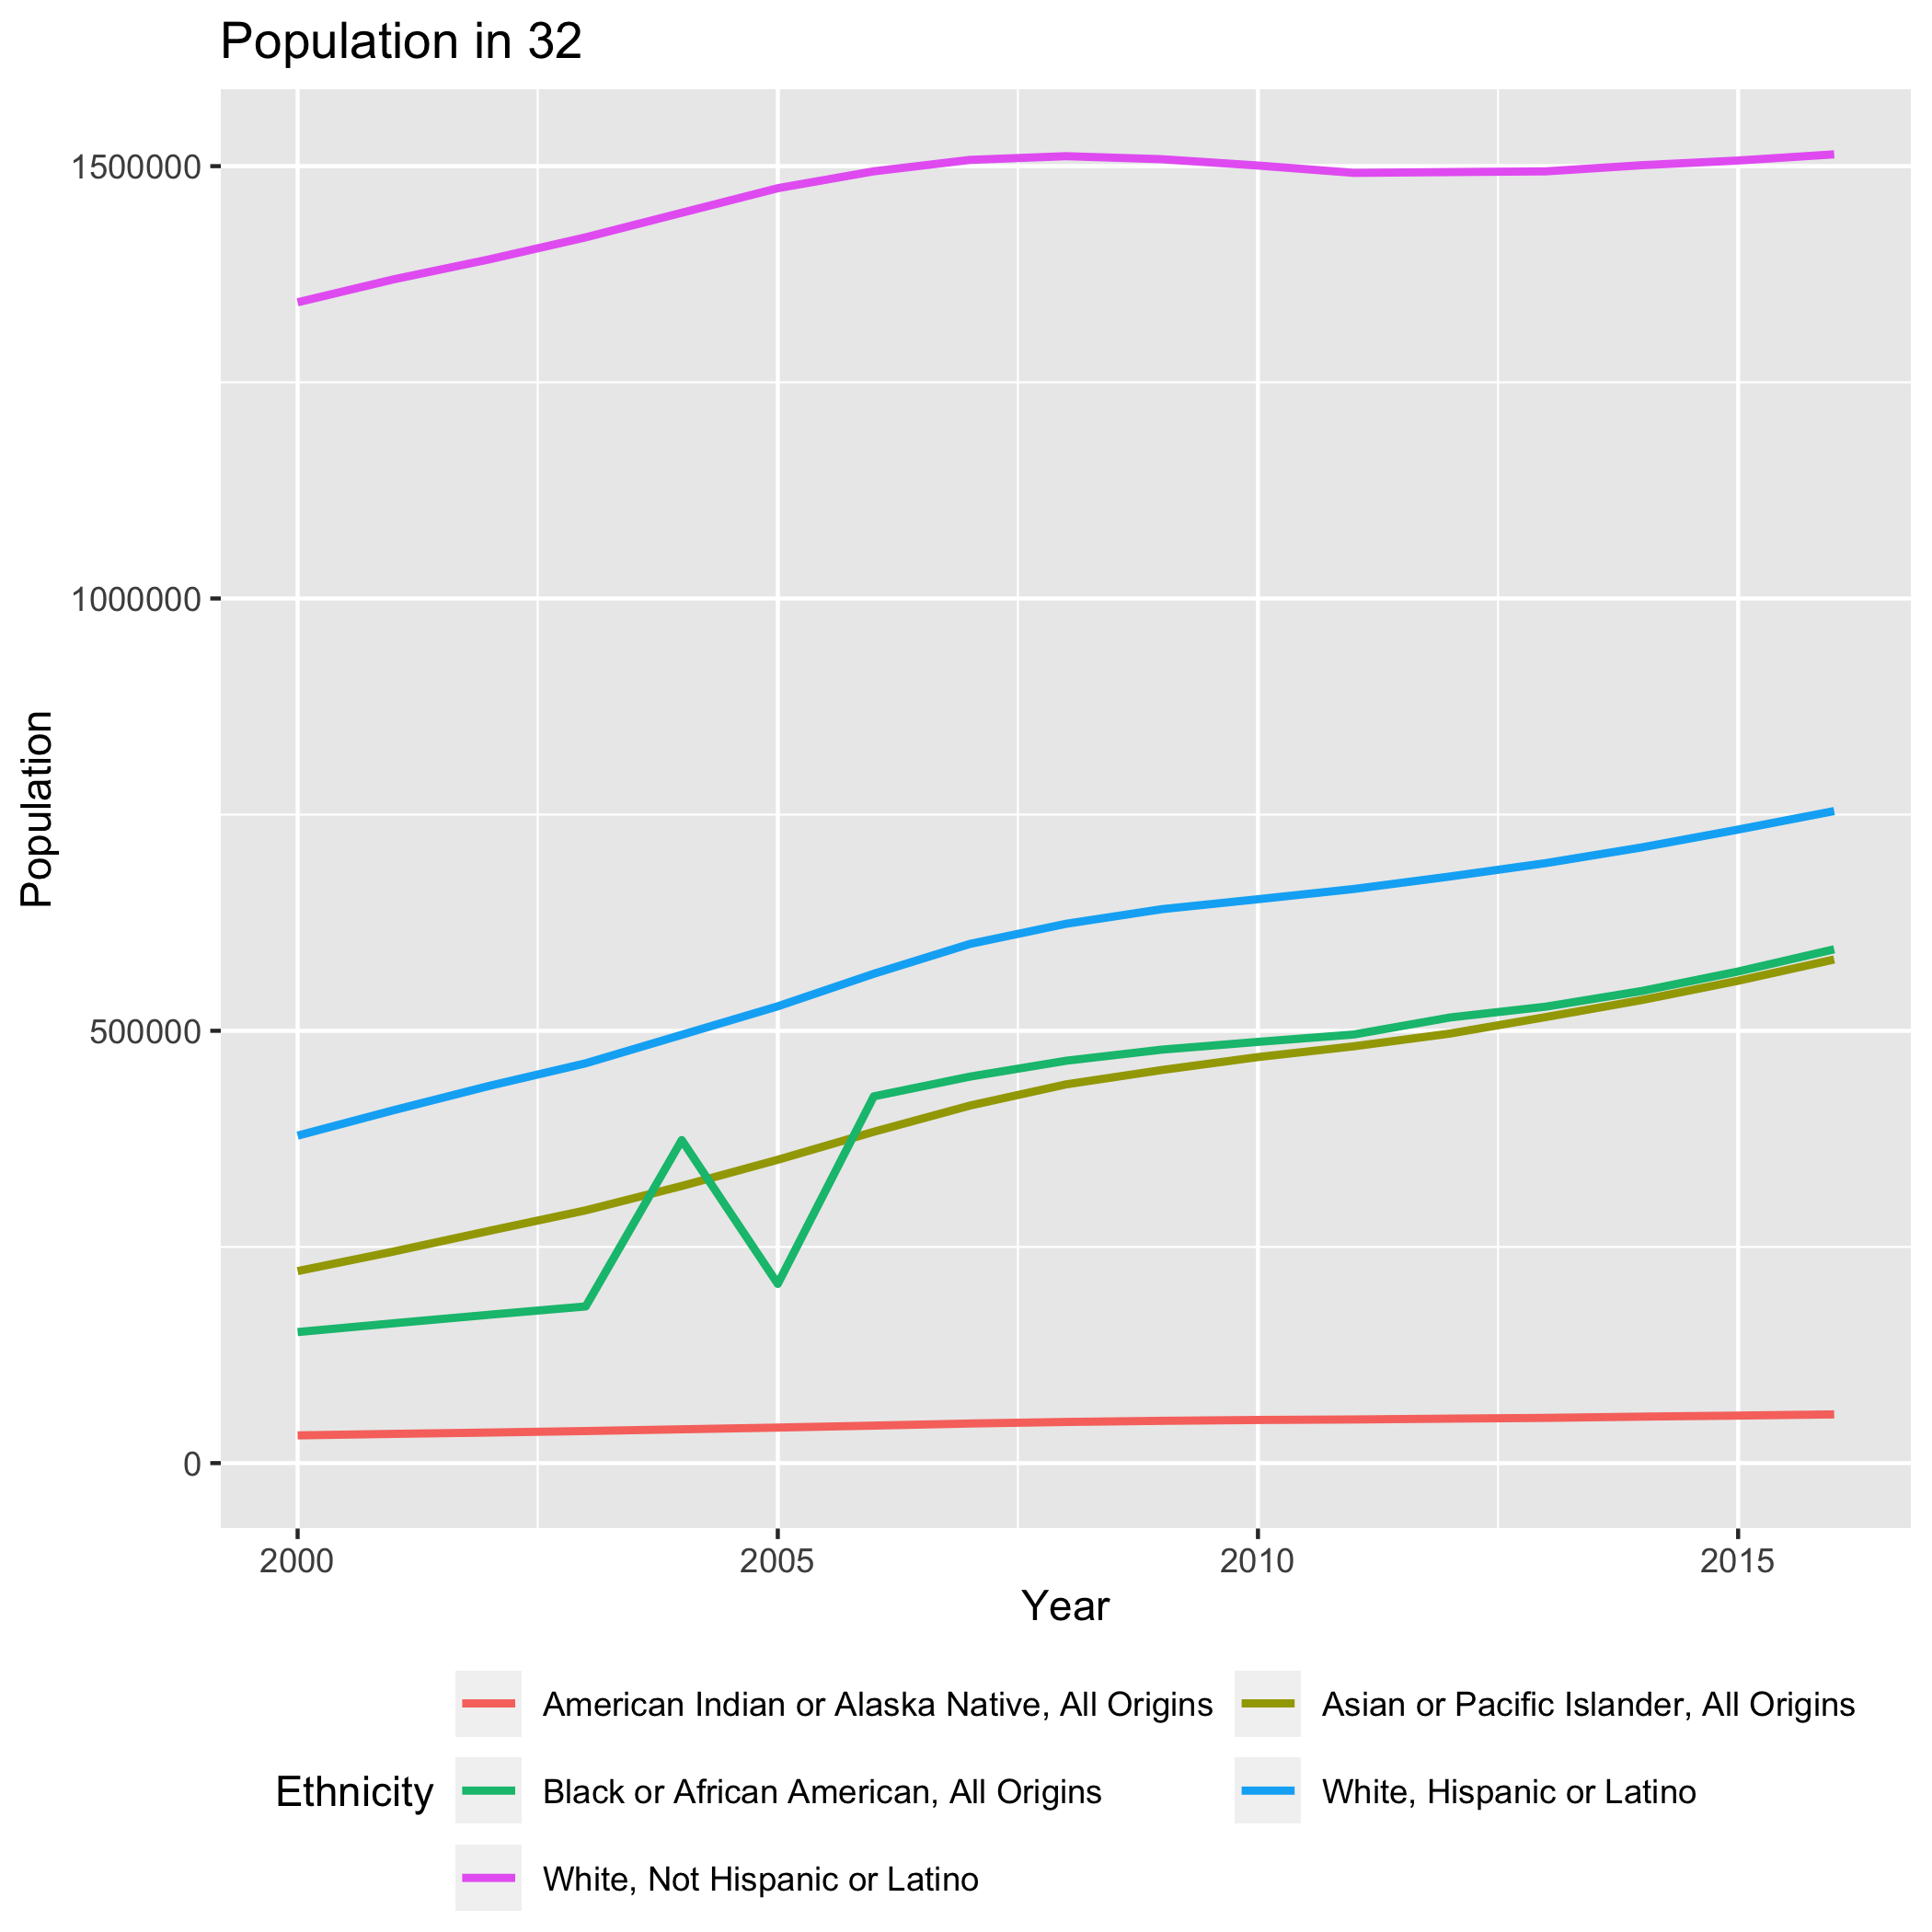 Population in 32
Population
1500000
1000000
500000
0
2000 2005 2010 2015
Year
Ethnicity
American Indian or Alaska Native, All Origins
Asian or Pacific Islander, All Origins
Black or African American, All Origins
White, Hispanic or Latino
White, Not Hispanic or Latino